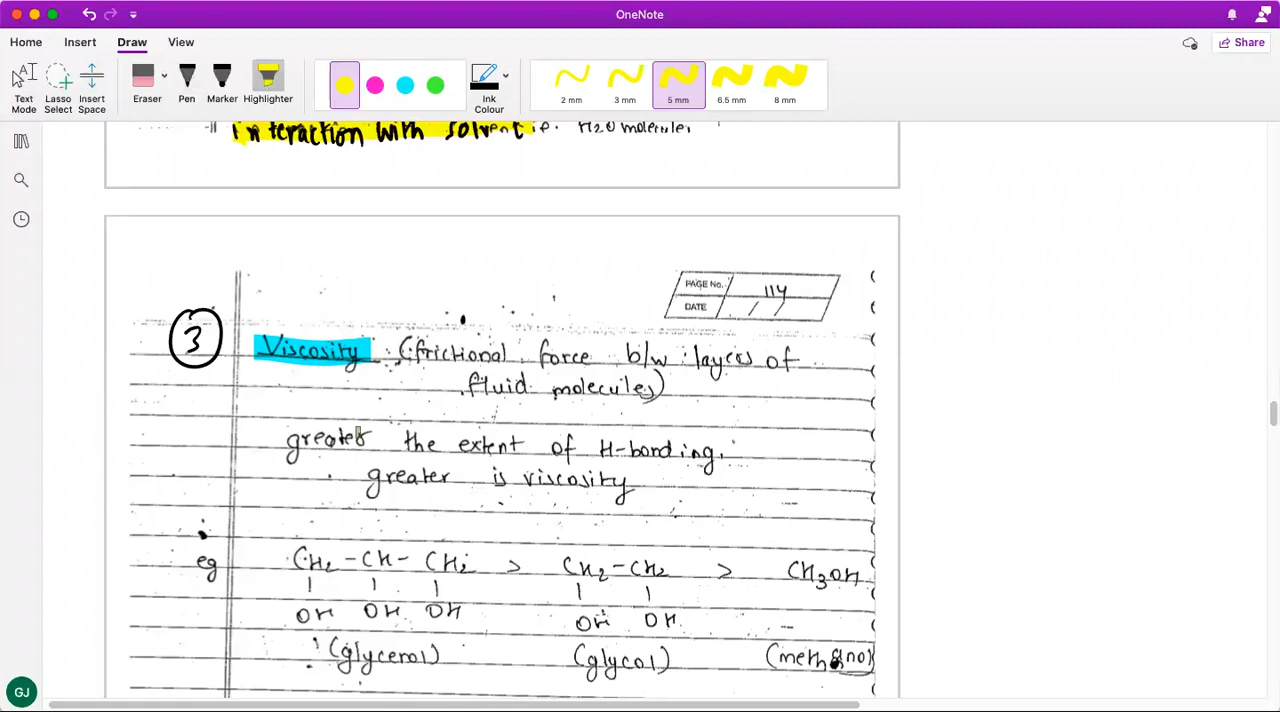 OneNote
Home Insert Draw View
Share
Text Mode
Lasso Select
Insert Space
Eraser
Pen
Marker
Highlighter
Ink Colour
2 mm
3 mm
5 mm
6.5 mm
8 mm
interaction with solvent ie. H2O molecules
PAGE No. 114
DATE / /
3
Viscosity (frictional force b/w layers of
fluid molecules)
greater the extent of H-bonding.
greater is viscosity
eg CH2 - CH - CH2 > CH2 - CH2 > CH3OH
OH OH OH OH OH
(glycerol) (glycol) (methano)
GJ